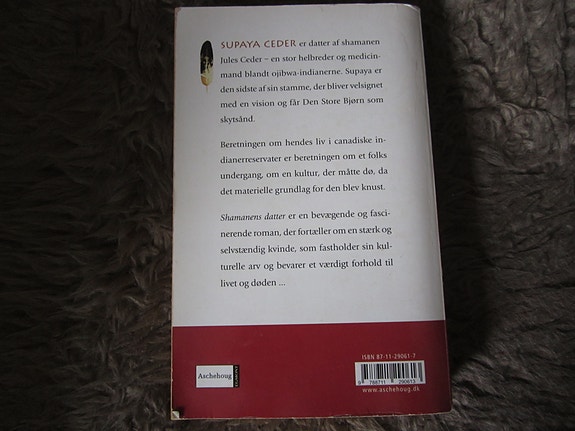 SUPAYA CEDER er datter af shamanen
Jules Ceder – en stor helbreder og medicin-
mand blandt ojibwa-indianerne. Supaya er
den sidste af sin stamme, der bliver velsignet
med en vision og får Den Store Bjørn som
skytsånd.
Beretningen om hendes liv i canadiske in-
dianerreservater er beretningen om et folks
undergang, om en kultur, der måtte dø, da
det materielle grundlag for den blev knust.
Shamanens datter er en bevægende og fasci-
nerende roman, der fortæller om en stærk og
selvstændig kvinde, som fastholder sin kul-
turelle arv og bevarer et værdigt forhold til
livet og døden ...
ISBN 87-11-29061-7
Aschehoug
EGMONT
9 788711 290613
www.aschehoug.dk